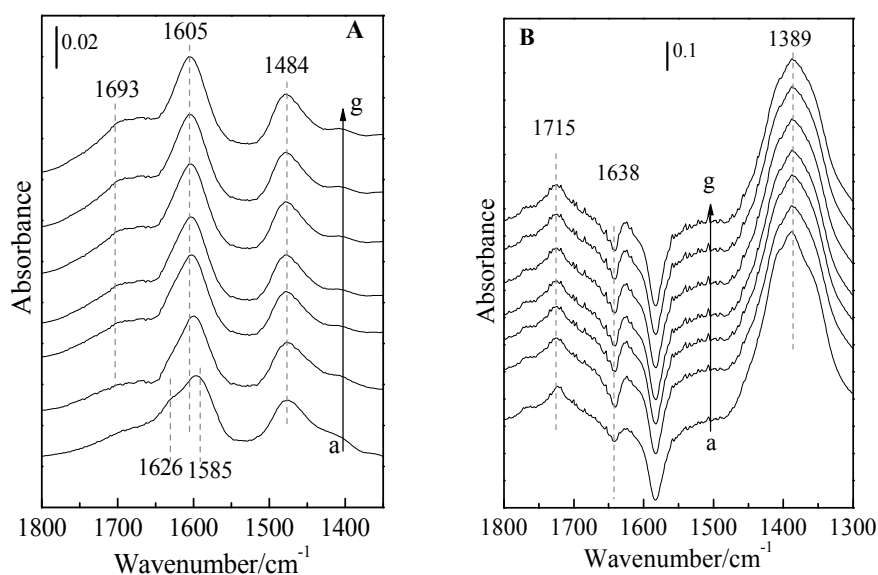 0.02
A
1605
1693
1484
g
a
1626
1585
Absorbance
1800 1700 1600 1500 1400
Wavenumber/cm⁻¹
B
0.1
1389
1715
1638
g
a
Absorbance
1800 1700 1600 1500 1400 1300
Wavenumber/cm⁻¹